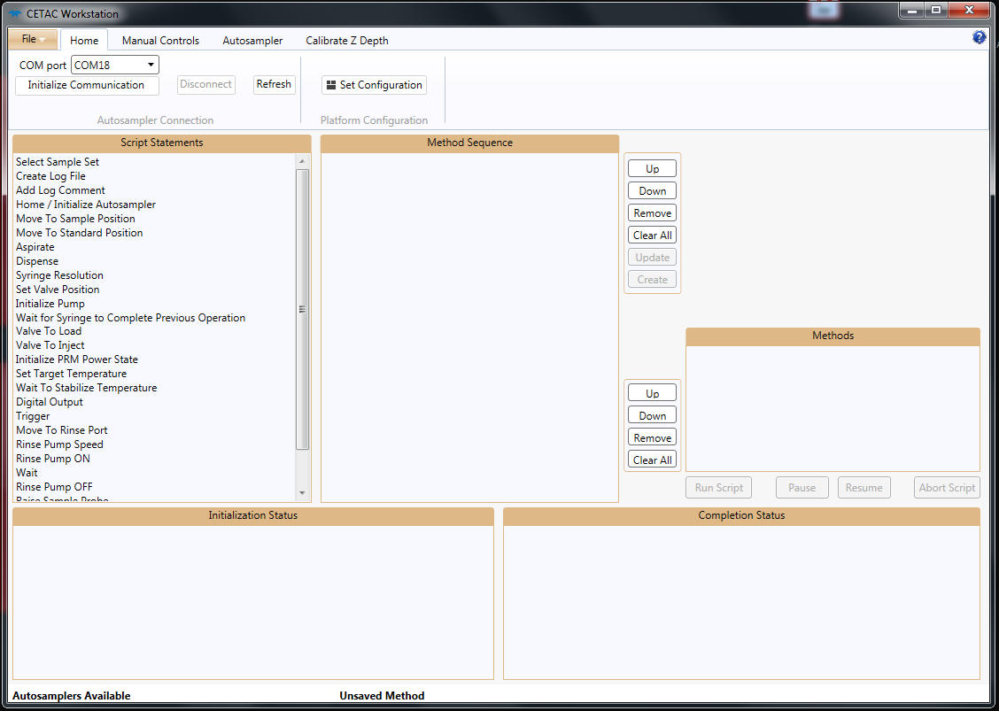 CETAC Workstation
File Home Manual Controls Autosampler Calibrate Z Depth
COM port COM18
Initialize Communication Disconnect Refresh Set Configuration
Autosampler Connection Platform Configuration
Script Statements
Select Sample Set
Create Log File
Add Log Comment
Home / Initialize Autosampler
Move To Sample Position
Move To Standard Position
Aspirate
Dispense
Syringe Resolution
Set Valve Position
Initialize Pump
Wait for Syringe to Complete Previous Operation
Valve To Load
Valve To Inject
Initialize PRM Power State
Set Target Temperature
Wait To Stabilize Temperature
Digital Output
Trigger
Move To Rinse Port
Rinse Pump Speed
Rinse Pump ON
Wait
Rinse Pump OFF
Raise Sample Probe
Method Sequence
Up
Down
Remove
Clear All
Update
Create
Up
Down
Remove
Clear All
Methods
Run Script Pause Resume Abort Script
Initialization Status
Completion Status
Autosamplers Available Unsaved Method